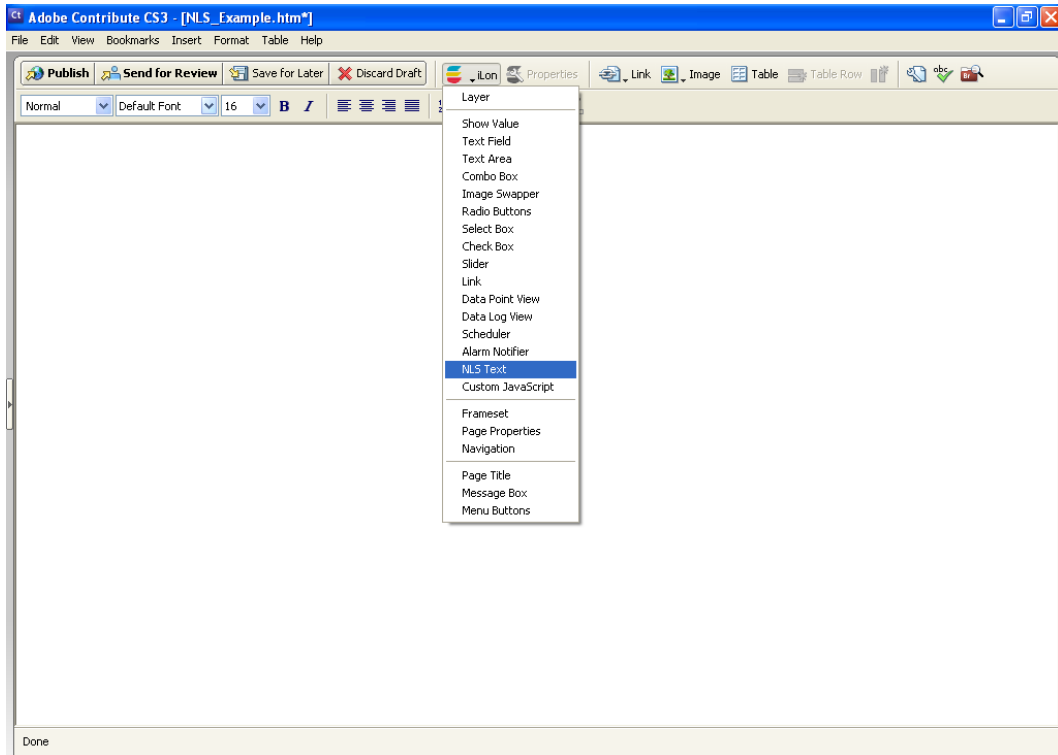 Ct Adobe Contribute CS3 - [NLS_Example.htm*]
File Edit View Bookmarks Insert Format Table Help
Publish Send for Review Save for Later Discard Draft iLon Properties Link Image Table Table Row abc Br
Normal Default Font 16 B I
Layer
Show Value
Text Field
Text Area
Combo Box
Image Swapper
Radio Buttons
Select Box
Check Box
Slider
Link
Data Point View
Data Log View
Scheduler
Alarm Notifier
NLS Text
Custom JavaScript
Frameset
Page Properties
Navigation
Page Title
Message Box
Menu Buttons
Done